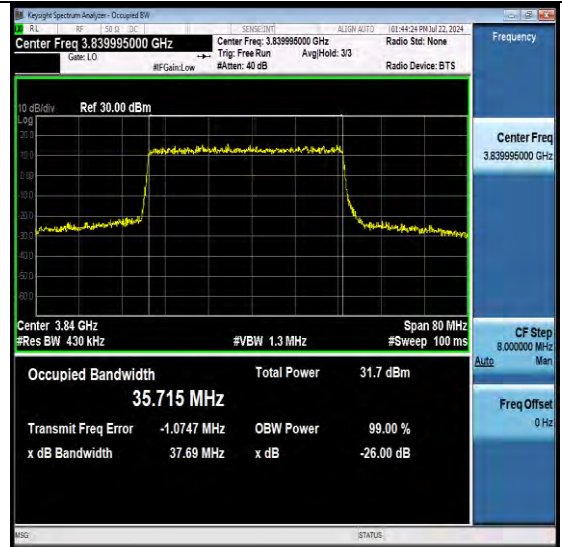 Keysight Spectrum Analyzer - Occupied BW
RL RF 50 Ω DC SENSE:INT ALIGN AUTO 01:44:24 PM Jul 22, 2024
Center Freq 3.839995000 GHz Center Freq: 3.839995000 GHz Radio Std: None
Gate: LO Trig: Free Run Avg|Hold: 3/3
#IFGain:Low #Atten: 40 dB Radio Device: BTS
10 dB/div Ref 30.00 dBm
Log
20.0
10.0
0.00
-10.0
-20.0
-30.0
-40.0
-50.0
-60.0
Center 3.84 GHz Span 80 MHz
#Res BW 430 kHz #VBW 1.3 MHz #Sweep 100 ms
Occupied Bandwidth Total Power 31.7 dBm
35.715 MHz
Transmit Freq Error -1.0747 MHz OBW Power 99.00 %
x dB Bandwidth 37.69 MHz x dB -26.00 dB
Frequency
Center Freq
3.839995000 GHz
CF Step
8.000000 MHz
Auto Man
Freq Offset
0 Hz
MSG STATUS